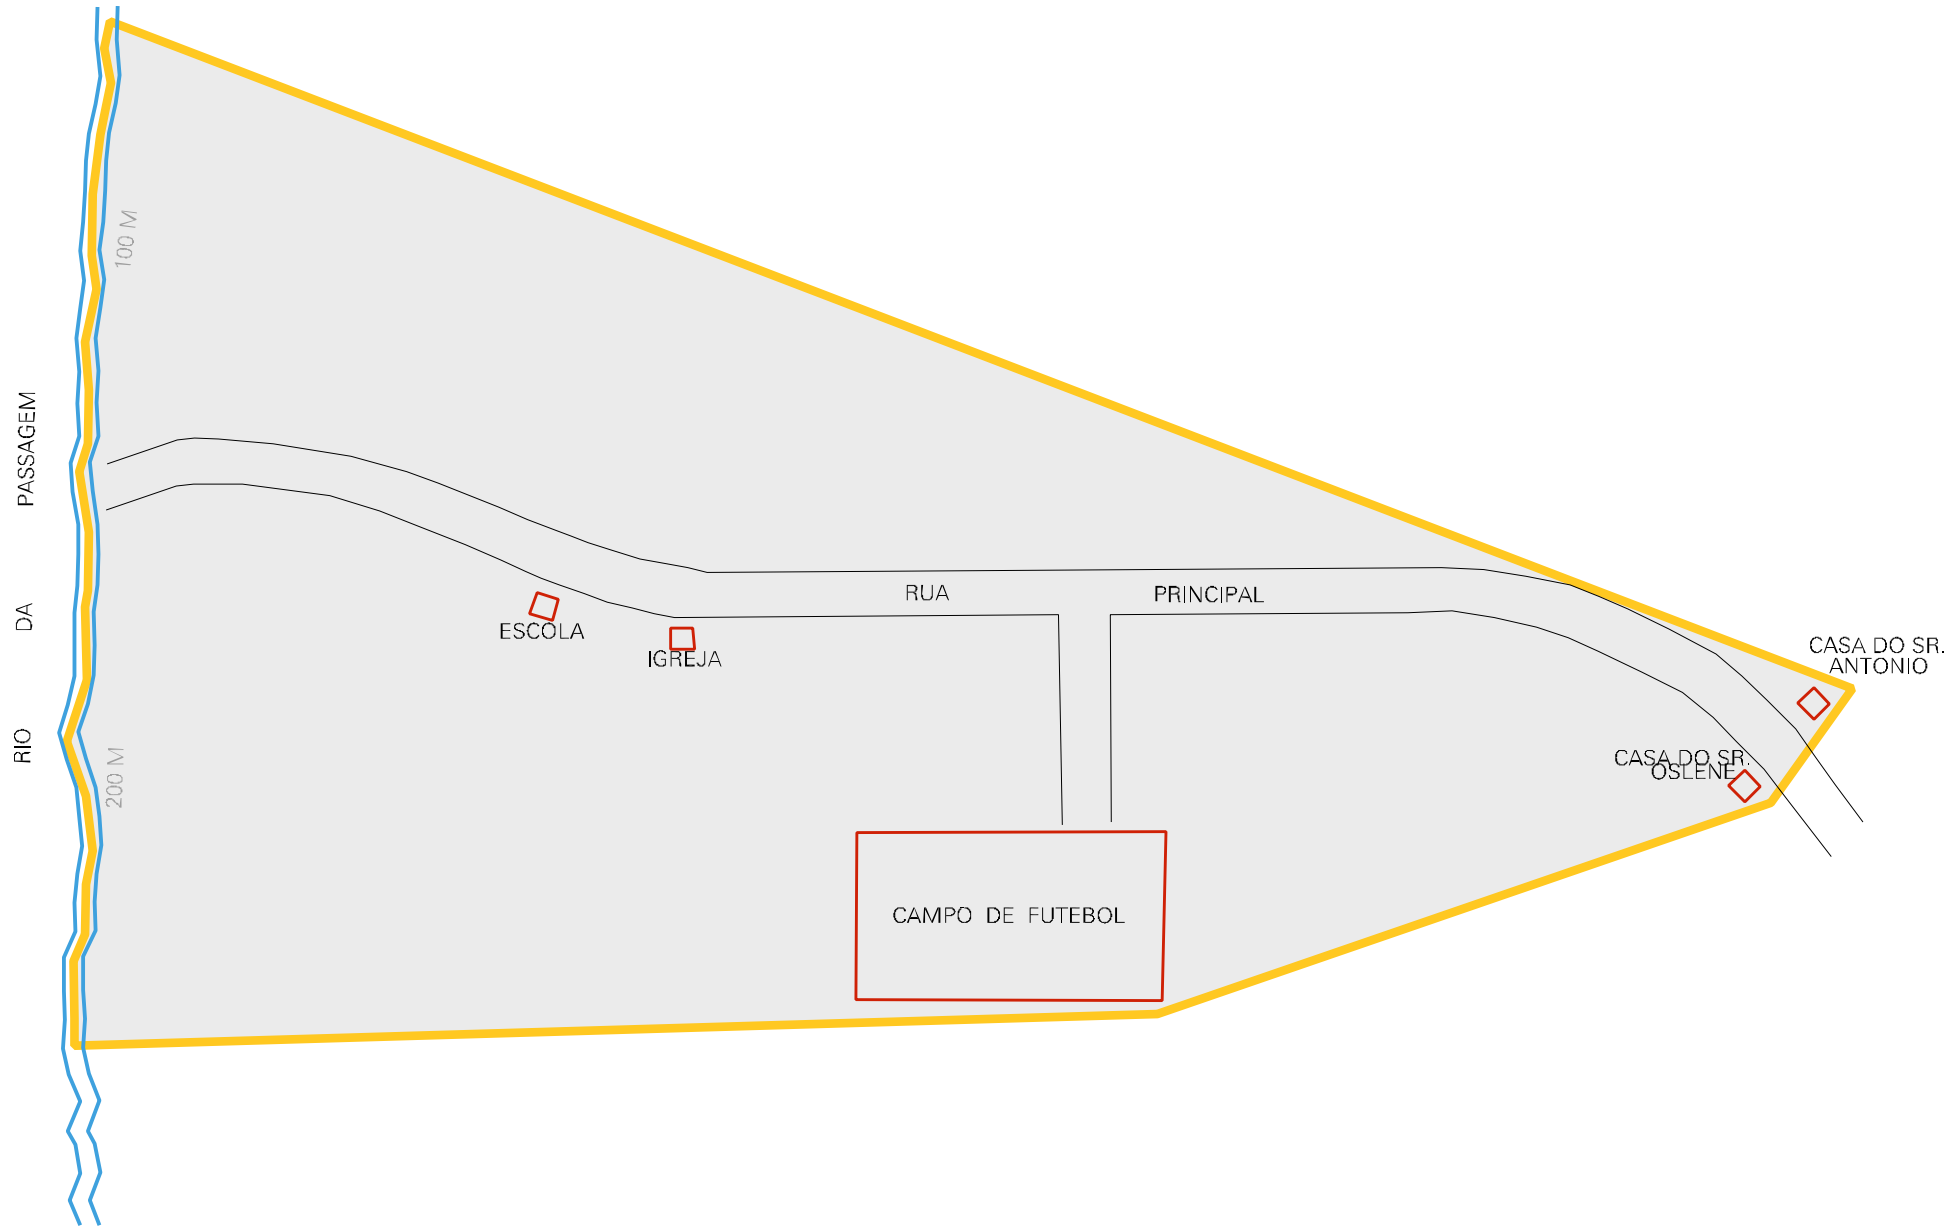 100 M
PASSAGEM
DA
RIO
200 M
RUA PRINCIPAL
ESCOLA
IGREJA
CASA DO SR.
ANTONIO
CASA DO SR.
OSLENE
CAMPO DE FUTEBOL